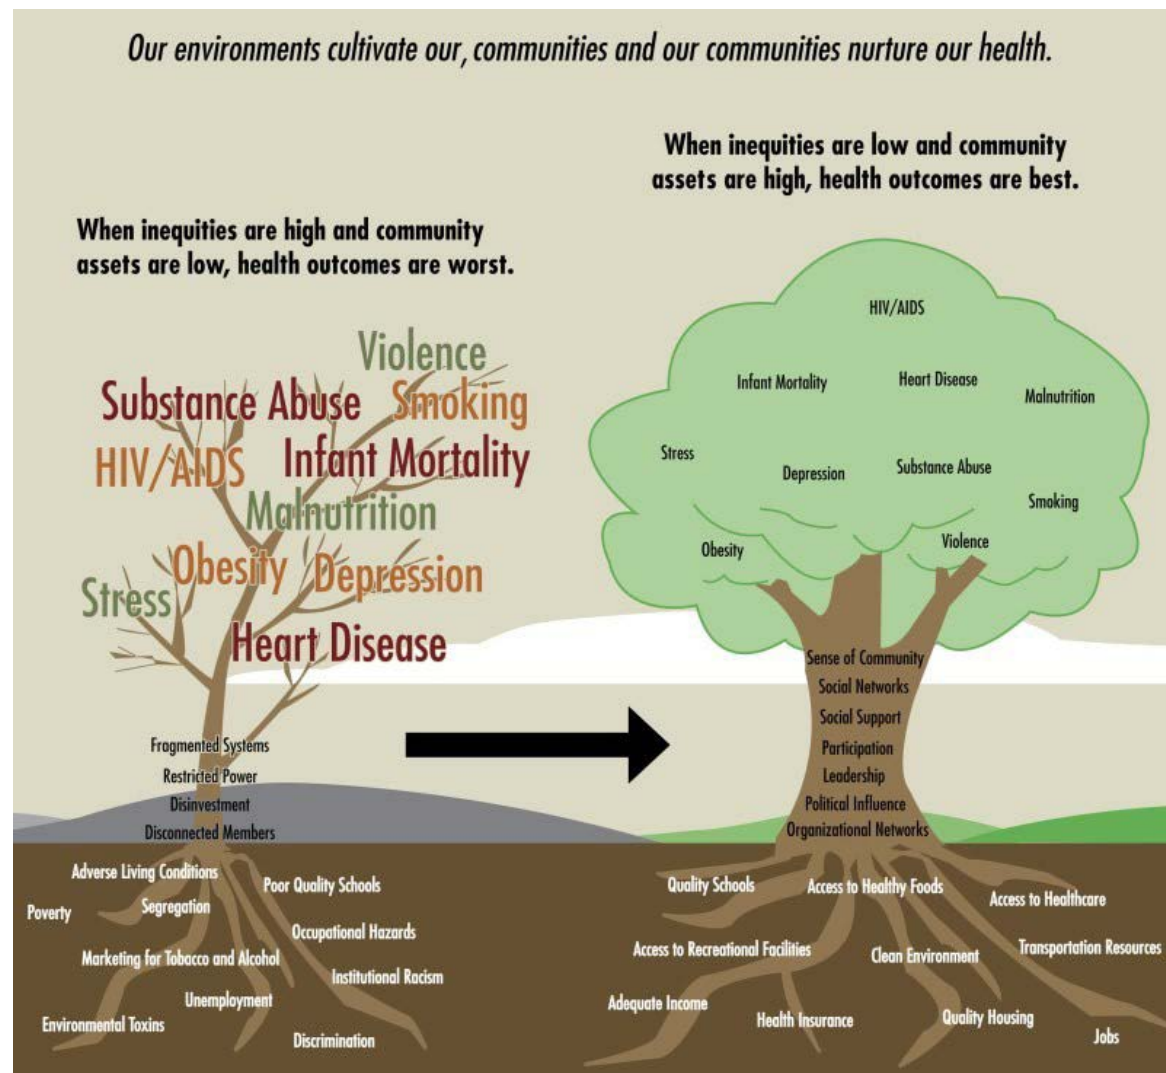 Our environments cultivate our, communities and our communities nurture our health.
When inequities are high and community
assets are low, health outcomes are worst.
Violence
Substance Abuse
Smoking
HIV/AIDS
Infant Mortality
Malnutrition
Obesity
Depression
Stress
Heart Disease
Fragmented Systems
Restricted Power
Disinvestment
Disconnected Members
Adverse Living Conditions
Poor Quality Schools
Poverty
Segregation
Occupational Hazards
Marketing for Tobacco and Alcohol
Institutional Racism
Unemployment
Environmental Toxins
Discrimination
When inequities are low and community
assets are high, health outcomes are best.
HIV/AIDS
Infant Mortality
Heart Disease
Malnutrition
Stress
Depression
Substance Abuse
Smoking
Obesity
Violence
Sense of Community
Social Networks
Social Support
Participation
Leadership
Political Influence
Organizational Networks
Quality Schools
Access to Healthy Foods
Access to Healthcare
Access to Recreational Facilities
Clean Environment
Transportation Resources
Adequate Income
Health Insurance
Quality Housing
Jobs